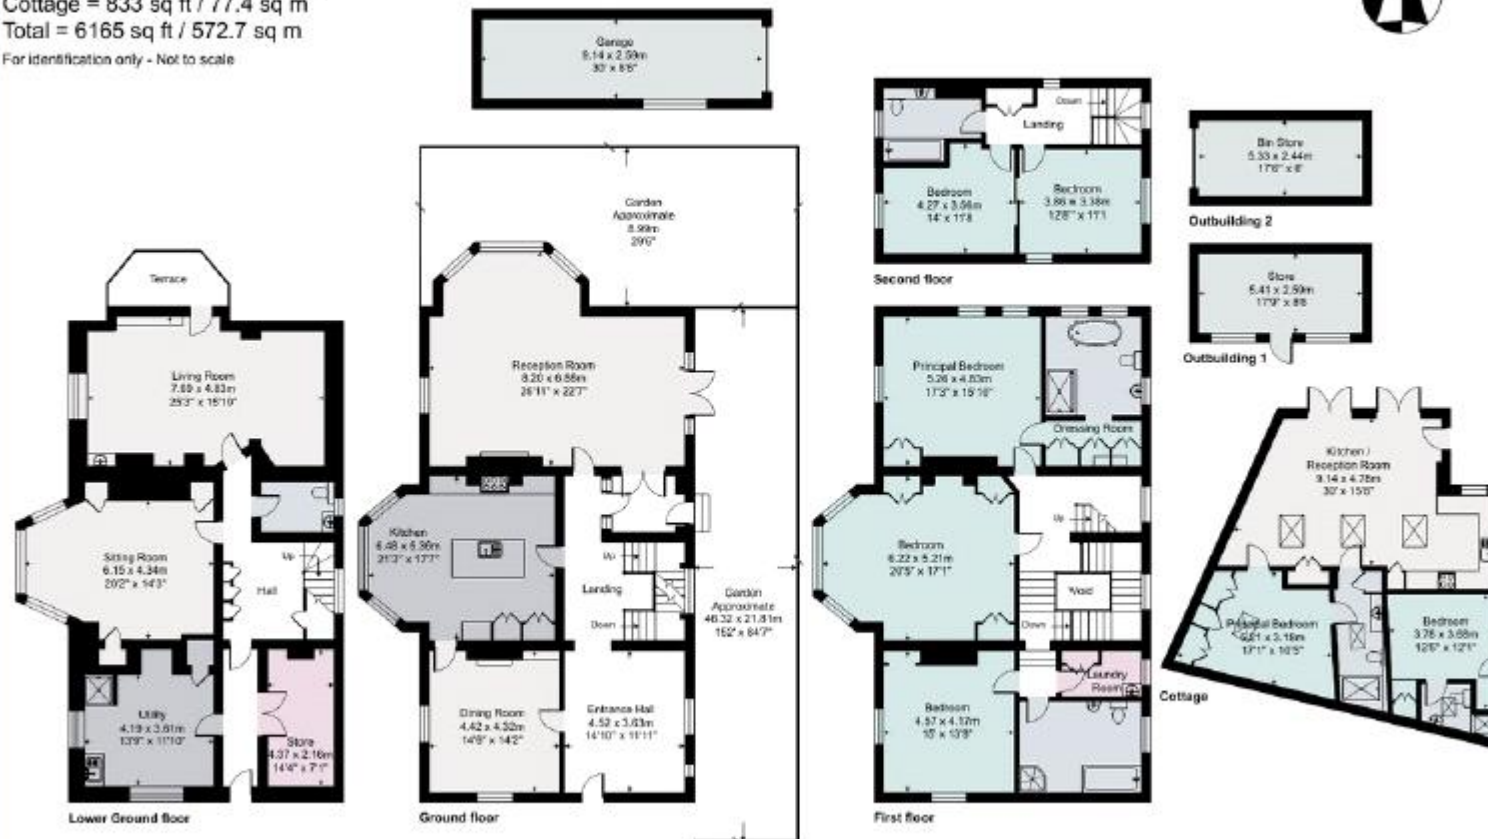 Cottage = 833 sq ft / 77.4 sq m
Total = 6165 sq ft / 572.7 sq m
For identification only - Not to scale
Garage
9.14 x 2.59m
30' x 8'6"
Garden
Approximate
8.99m
29'6"
Terrace
Living Room
7.69 x 4.83m
25'3" x 15'10"
Sitting Room
6.15 x 4.34m
20'2" x 14'3"
Up
Hall
Utility
4.19 x 3.61m
13'9" x 11'10"
Store
4.37 x 2.16m
14'4" x 7'1"
Lower Ground floor
Reception Room
8.20 x 6.88m
26'11" x 22'7"
Kitchen
6.48 x 5.36m
21'3" x 17'7"
Up
Landing
Down
Garden
Approximate
46.32 x 21.81m
152'
Dining Room
4.42 x 4.32m
14'6" x 14'2"
Entrance Hall
4.52 x 3.63m
14'10" x 11'11"
Ground floor
Down
Landing
Bedroom
4.27 x 3.56m
14' x 11'8
Bedroom
3.86 x 3.38m
12'8" x 11'1
Second floor
Principal Bedroom
5.26 x 4.83m
17'3" x 15'10"
Dressing Room
Bedroom
6.22 x 5.21m
20'5" x 17'1"
Up
Void
Down
Laundry
Room
Bedroom
4.57 x 4.17m
15' x 13'8"
First floor
Bin Store
5.33 x 2.44m
17'6" x 8'
Outbuilding 2
Store
5.41 x 2.59m
17'9" x 8'6
Outbuilding 1
Kitchen /
Reception Room
9.14 x 4.78m
30' x 15'8"
Principal Bedroom
17'1" x 10'5"
Bedroom
3.78 x 3.68m
12'5" x 12'1"
Cottage